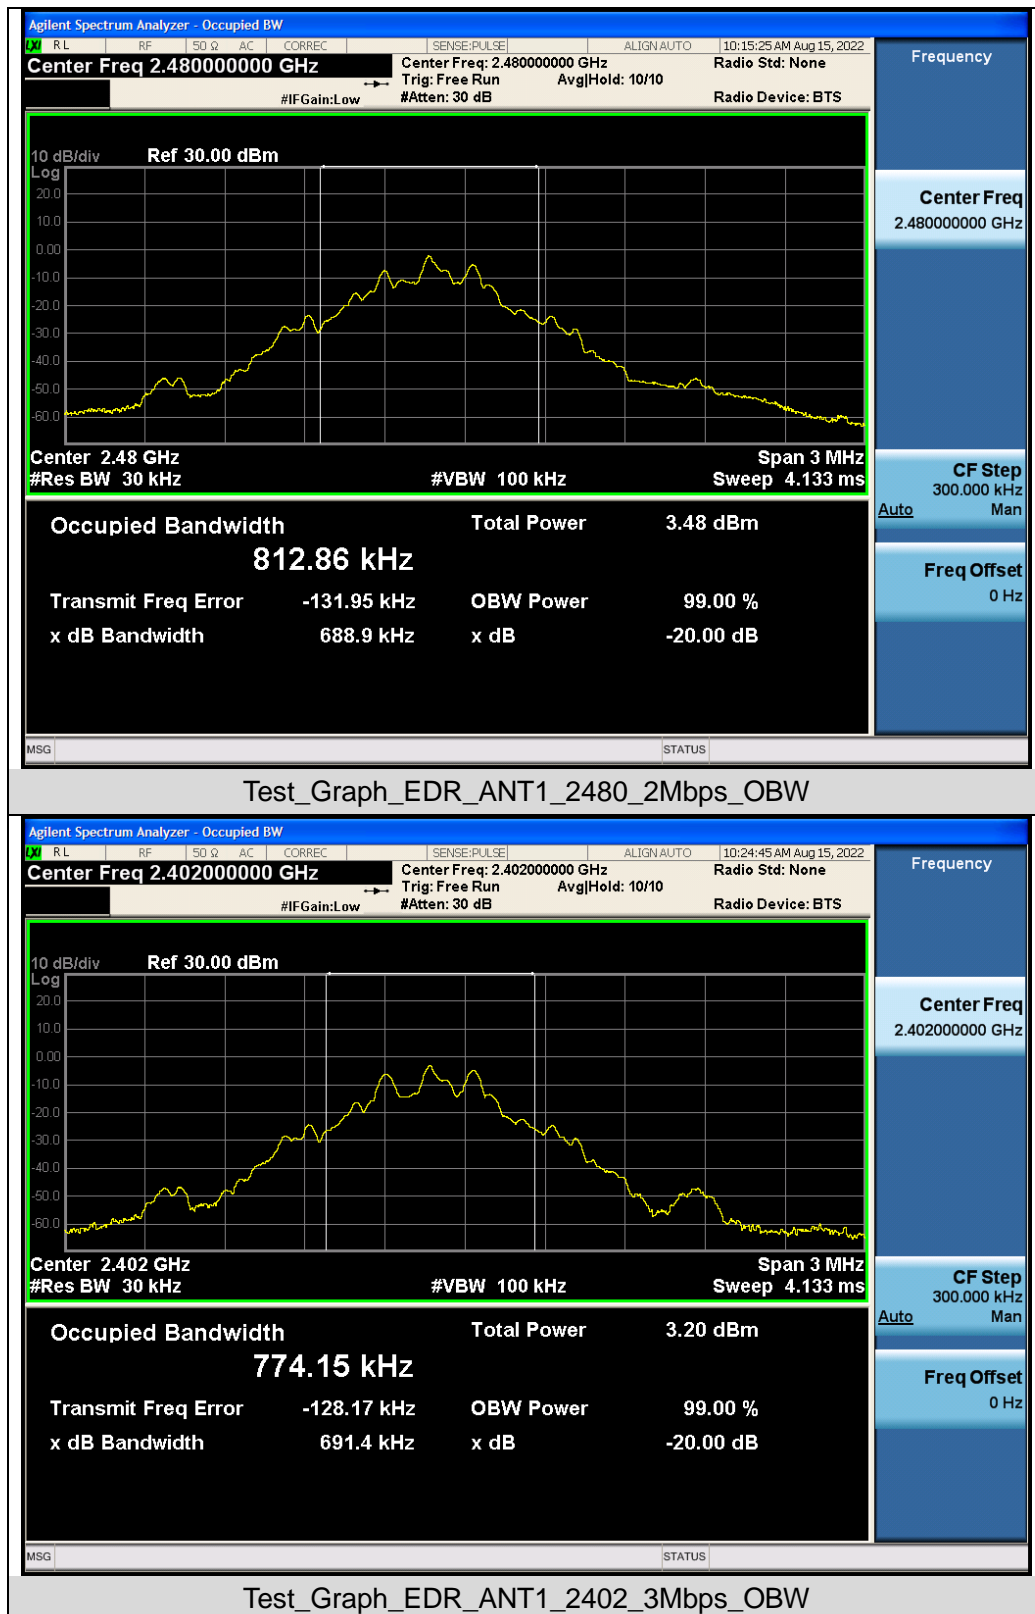 Agilent Spectrum Analyzer - Occupied BW
LXI RL RF 50 Ω AC CORREC SENSE:PULSE ALIGN AUTO 10:15:25 AM Aug 15, 2022
Center Freq 2.480000000 GHz
Center Freq: 2.480000000 GHz Radio Std: None
Trig: Free Run Avg|Hold: 10/10
#IFGain:Low #Atten: 30 dB Radio Device: BTS
10 dB/div Ref 30.00 dBm
Log
20.0
10.0
0.00
-10.0
-20.0
-30.0
-40.0
-50.0
-60.0
Center 2.48 GHz Span 3 MHz
#Res BW 30 kHz #VBW 100 kHz Sweep 4.133 ms
Occupied Bandwidth Total Power 3.48 dBm
812.86 kHz
Transmit Freq Error -131.95 kHz OBW Power 99.00 %
x dB Bandwidth 688.9 kHz x dB -20.00 dB
MSG STATUS
Frequency
Center Freq
2.480000000 GHz
CF Step
300.000 kHz
Auto Man
Freq Offset
0 Hz
Test_Graph_EDR_ANT1_2480_2Mbps_OBW
Agilent Spectrum Analyzer - Occupied BW
LXI RL RF 50 Ω AC CORREC SENSE:PULSE ALIGN AUTO 10:24:45 AM Aug 15, 2022
Center Freq 2.402000000 GHz
Center Freq: 2.402000000 GHz Radio Std: None
Trig: Free Run Avg|Hold: 10/10
#IFGain:Low #Atten: 30 dB Radio Device: BTS
10 dB/div Ref 30.00 dBm
Log
20.0
10.0
0.00
-10.0
-20.0
-30.0
-40.0
-50.0
-60.0
Center 2.402 GHz Span 3 MHz
#Res BW 30 kHz #VBW 100 kHz Sweep 4.133 ms
Occupied Bandwidth Total Power 3.20 dBm
774.15 kHz
Transmit Freq Error -128.17 kHz OBW Power 99.00 %
x dB Bandwidth 691.4 kHz x dB -20.00 dB
MSG STATUS
Frequency
Center Freq
2.402000000 GHz
CF Step
300.000 kHz
Auto Man
Freq Offset
0 Hz
Test_Graph_EDR_ANT1_2402_3Mbps_OBW